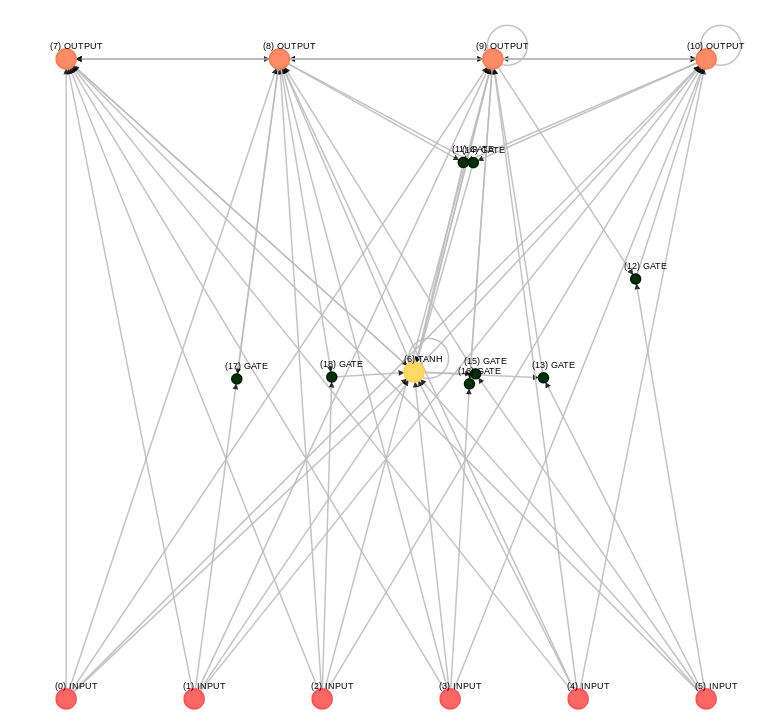 (7) OUTPUT
(8) OUTPUT
(9) OUTPUT
(10) OUTPUT
(11) GATE
(14) GATE
(12) GATE
(6) TANH
(15) GATE
(17) GATE
(18) GATE
(13) GATE
(16) GATE
(0) INPUT
(1) INPUT
(2) INPUT
(3) INPUT
(4) INPUT
(5) INPUT